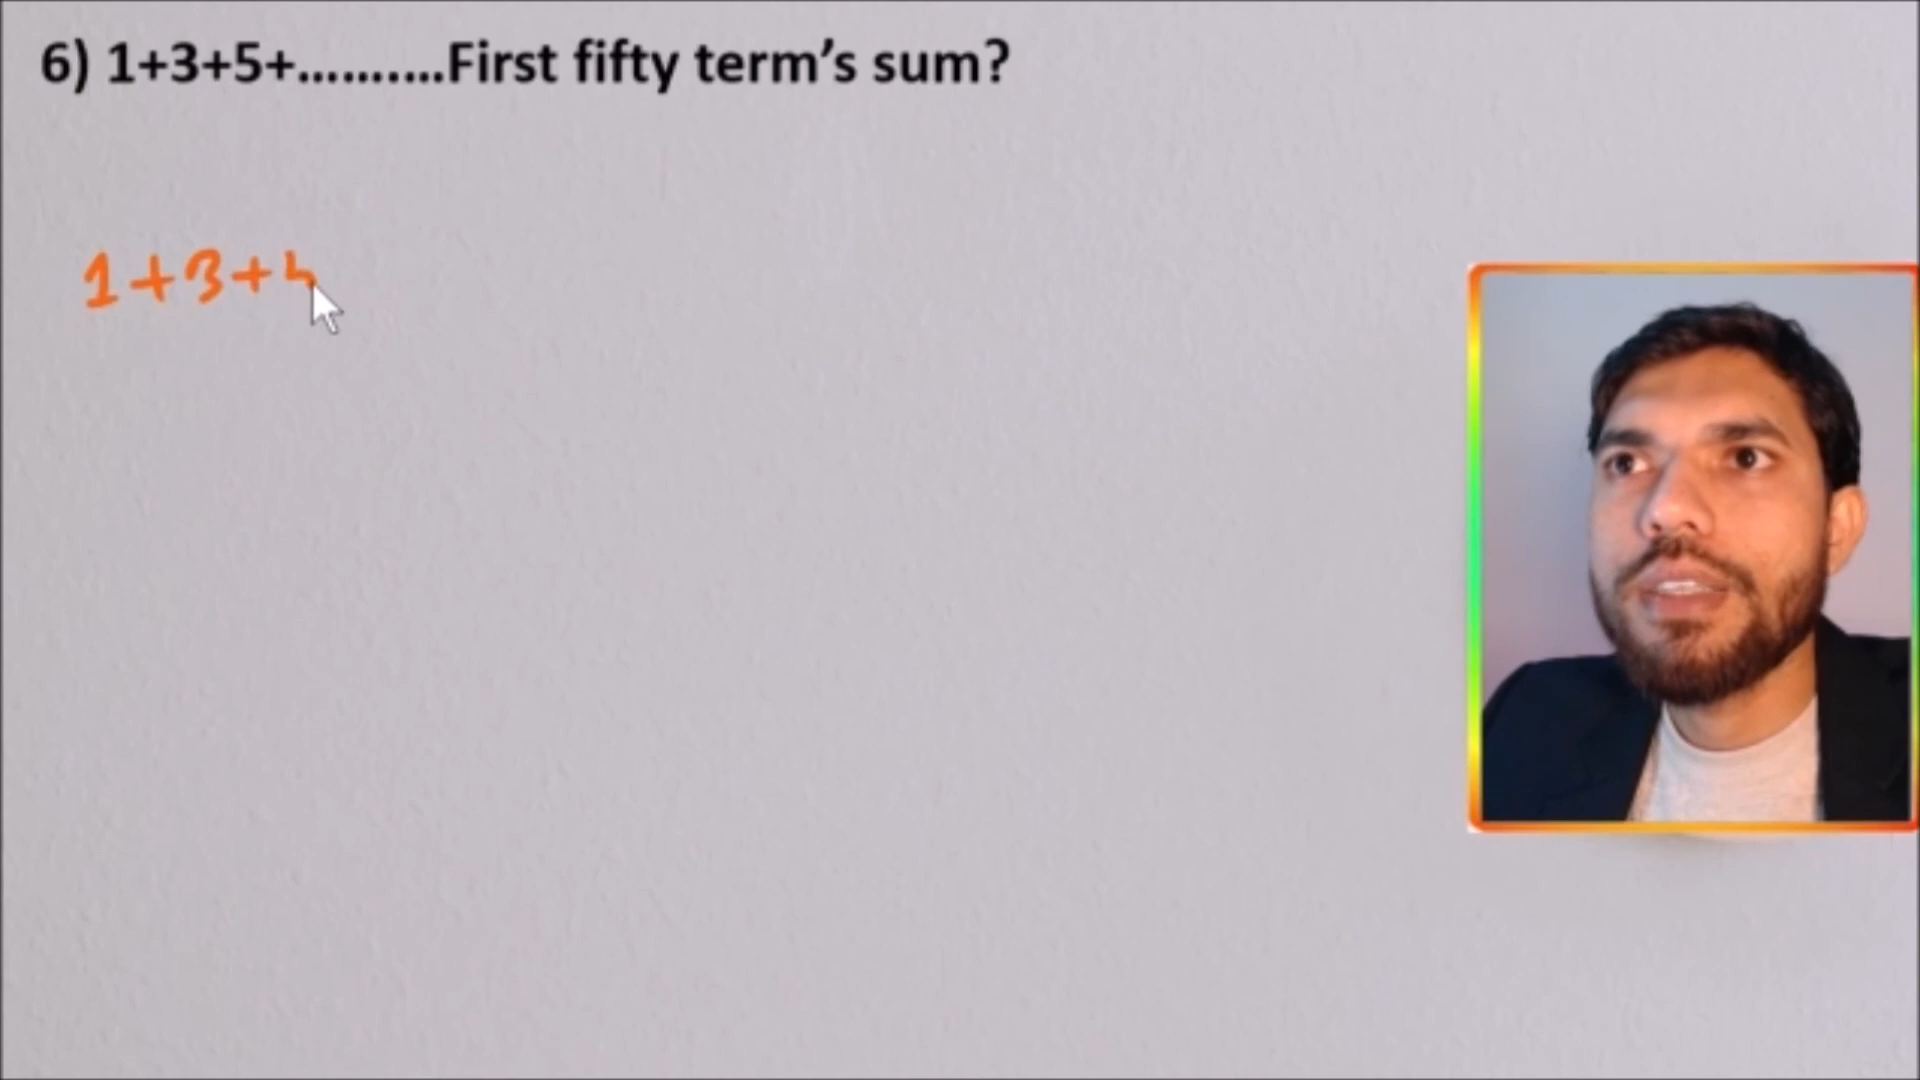 6) 1+3+5+..........First fifty term's sum?
1+3+